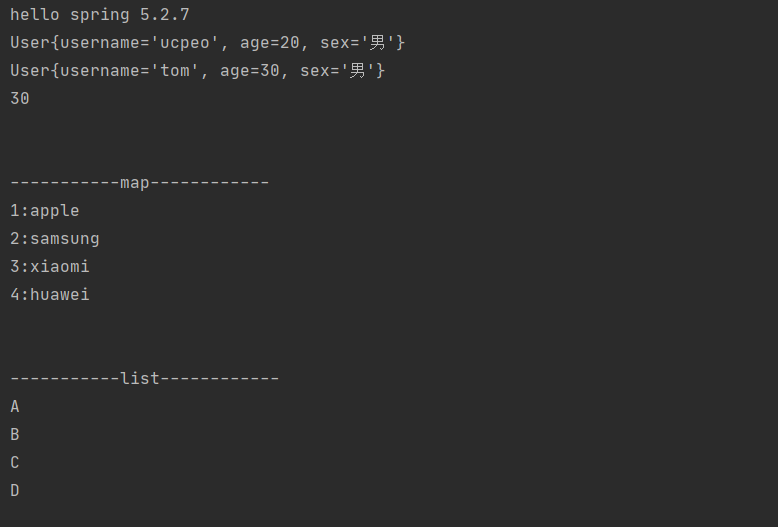 hello spring 5.2.7
User{username='ucpeo', age=20, sex='男'}
User{username='tom', age=30, sex='男'}
30
-----------map------------
1:apple
2:samsung
3:xiaomi
4:huawei
-----------list------------
A
B
C
D